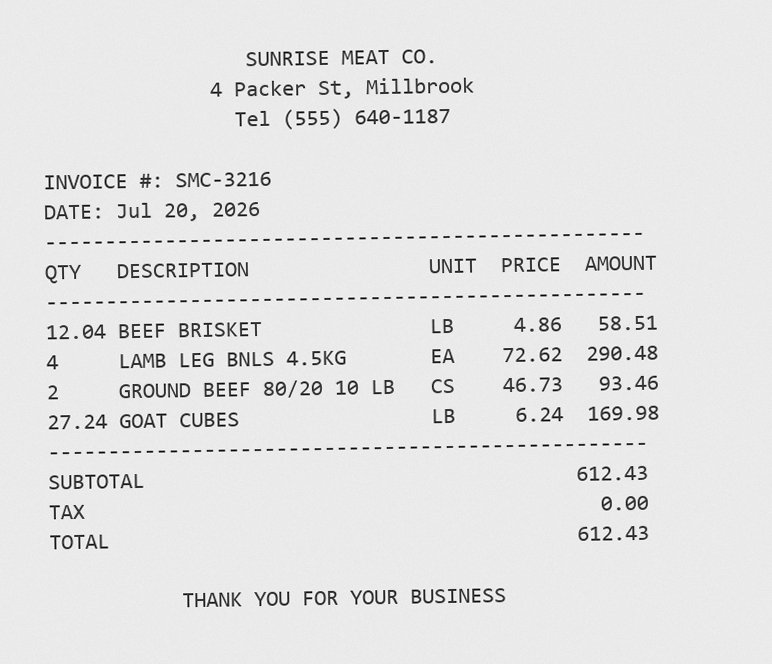 SUNRISE MEAT CO.
4 Packer St, Millbrook
Tel (555) 640-1187
INVOICE #: SMC-3216
DATE: Jul 20, 2026
--------------------------------------------------
QTY   DESCRIPTION               UNIT  PRICE  AMOUNT
--------------------------------------------------
12.04 BEEF BRISKET              LB     4.86   58.51
4     LAMB LEG BNLS 4.5KG       EA    72.62  290.48
2     GROUND BEEF 80/20 10 LB   CS    46.73   93.46
27.24 GOAT CUBES                LB     6.24  169.98
--------------------------------------------------
SUBTOTAL                                    612.43
TAX                                           0.00
TOTAL                                       612.43
THANK YOU FOR YOUR BUSINESS